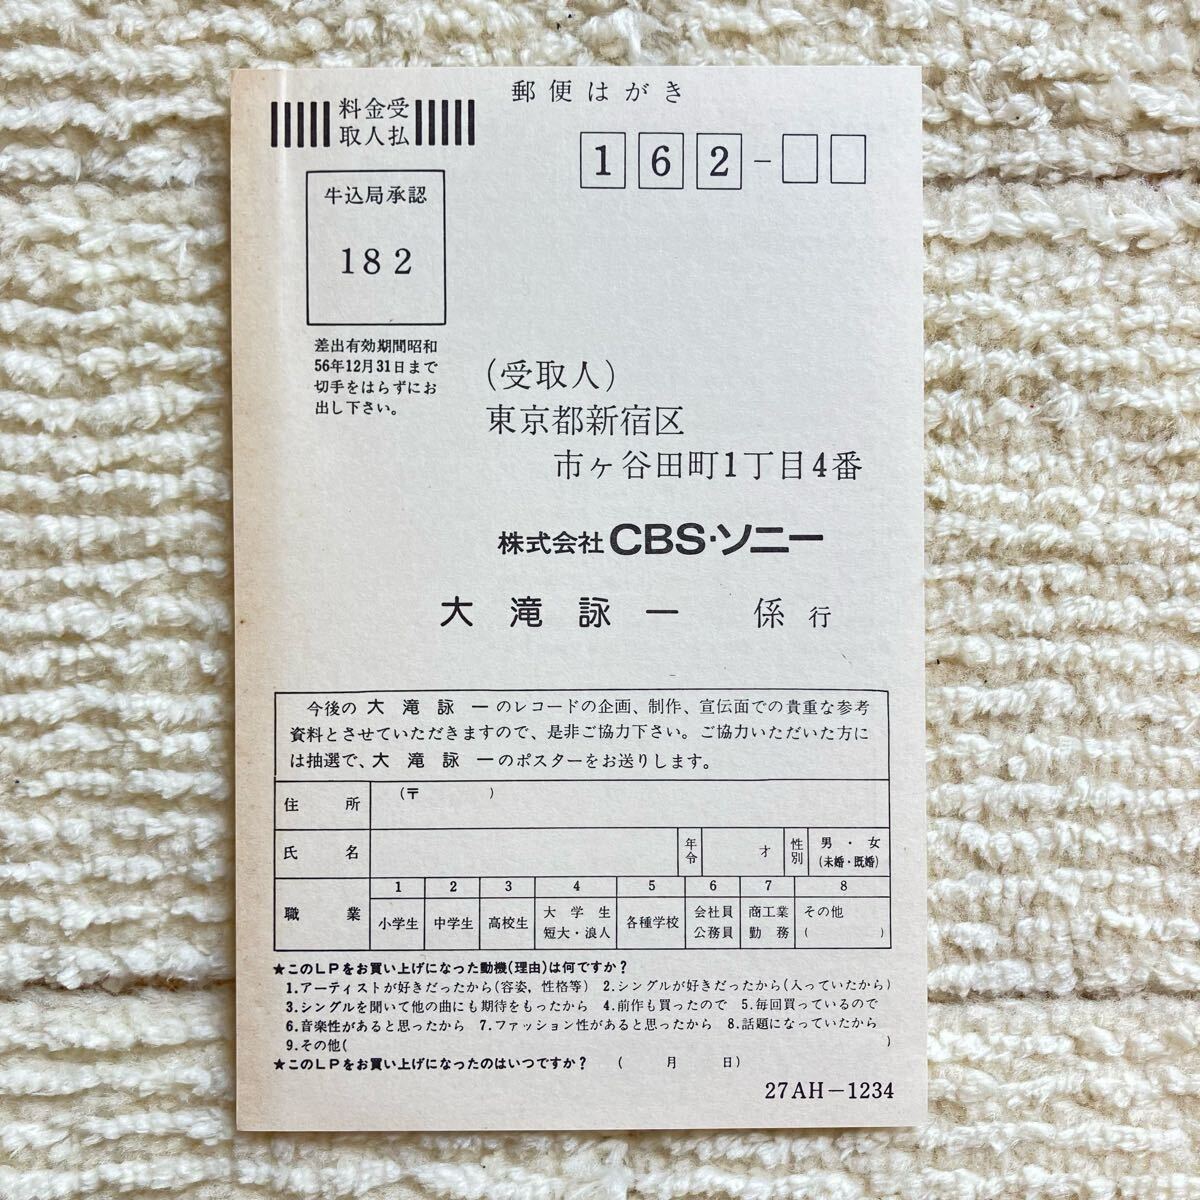 郵便はがき
料金受
取人払
162-
牛込局承認
182
差出有効期間昭和
56年12月31日まで
切手をはらずにお
出し下さい。
(受取人)
東京都新宿区
市ヶ谷田町1丁目4番
株式会社 CBS・ソニー
大滝詠一 係 行
今後の 大滝詠一 のレコードの企画、制作、宣伝面での貴重な参考
資料とさせていただきますので、是非ご協力下さい。ご協力いただいた方に
は抽選で、大滝詠一 のポスターをお送りします。
住所 (〒 )
氏名 年令 才 性別 男・女
(未婚・既婚)
職業
1 2 3 4 5 6 7 8
小学生 中学生 高校生 大学生 短大・浪人 各種学校 会社員 公務員 商工業 勤務 その他 ( )
★このLPをお買い上げになった動機(理由)は何ですか?
1.アーティストが好きだったから(容姿,性格等) 2.シングルが好きだったから(入っていたから)
3.シングルを聞いて他の曲にも期待をもったから 4.前作も買ったので 5.毎回買っているので
6.音楽性があると思ったから 7.ファッション性があると思ったから 8.話題になっていたから
9.その他( )
★このLPをお買い上げになったのはいつですか? ( 月 日)
27AH-1234